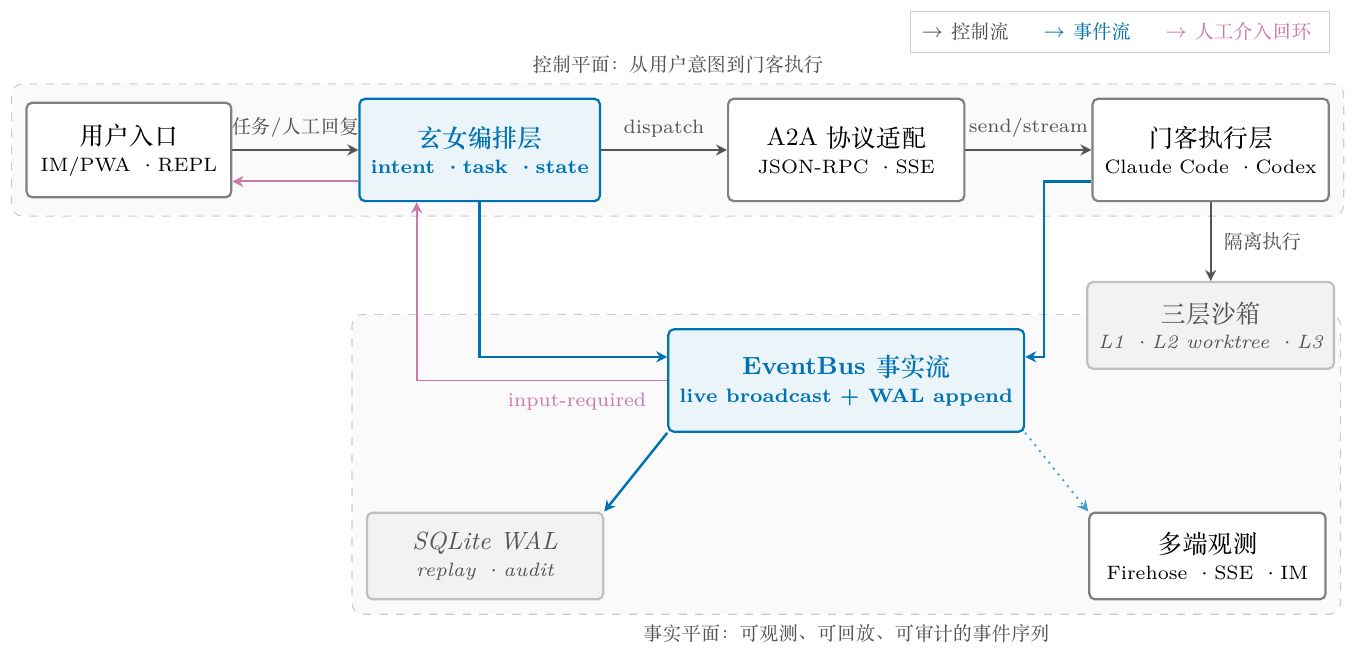 → 控制流 → 事件流 → 人工介入回环
控制平面：从用户意图到门客执行
用户入口
IM/PWA · REPL
任务/人工回复
玄女编排层
intent · task · state
dispatch
A2A 协议适配
JSON-RPC · SSE
send/stream
门客执行层
Claude Code · Codex
隔离执行
三层沙箱
L1 · L2 worktree · L3
EventBus 事实流
live broadcast + WAL append
input-required
SQLite WAL
replay · audit
多端观测
Firehose · SSE · IM
事实平面：可观测、可回放、可审计的事件序列